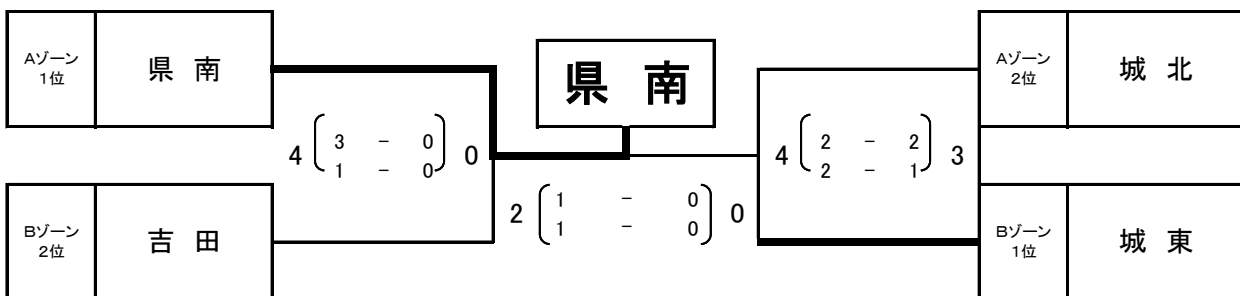 Aゾーン
1位
県 南
県 南
Aゾーン
2位
城 北
4 3 - 0 0
1 - 0
4 2 - 2 3
2 - 1
2 1 - 0 0
1 - 0
Bゾーン
2位
吉 田
Bゾーン
1位
城 東